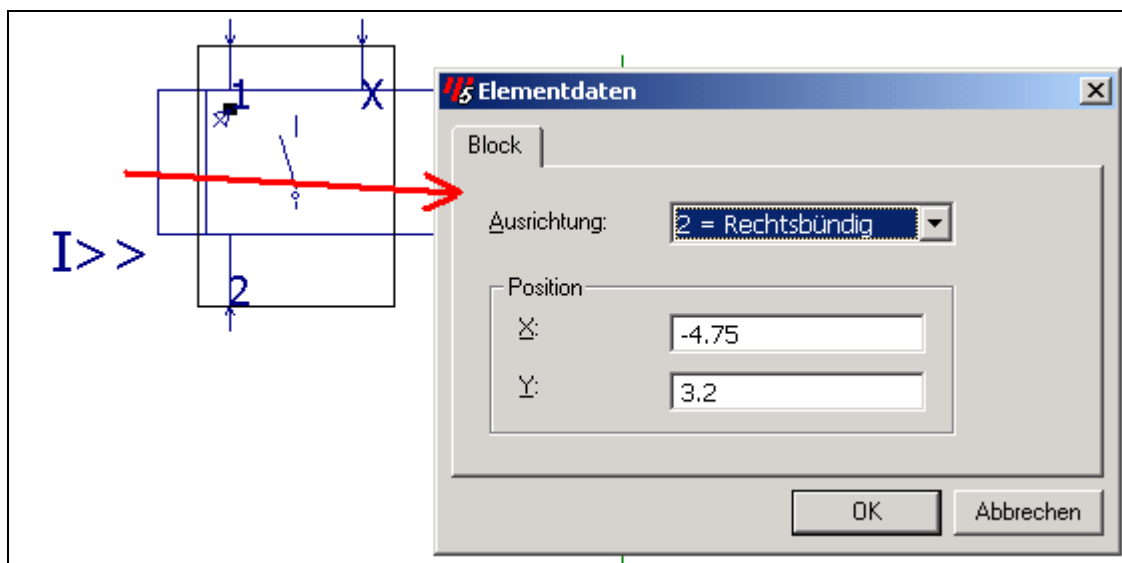 1
X
I>>
2
Elementdaten
Block
Ausrichtung:
2 = Rechtsbündig
Position
X:
-4.75
Y:
3.2
OK
Abbrechen